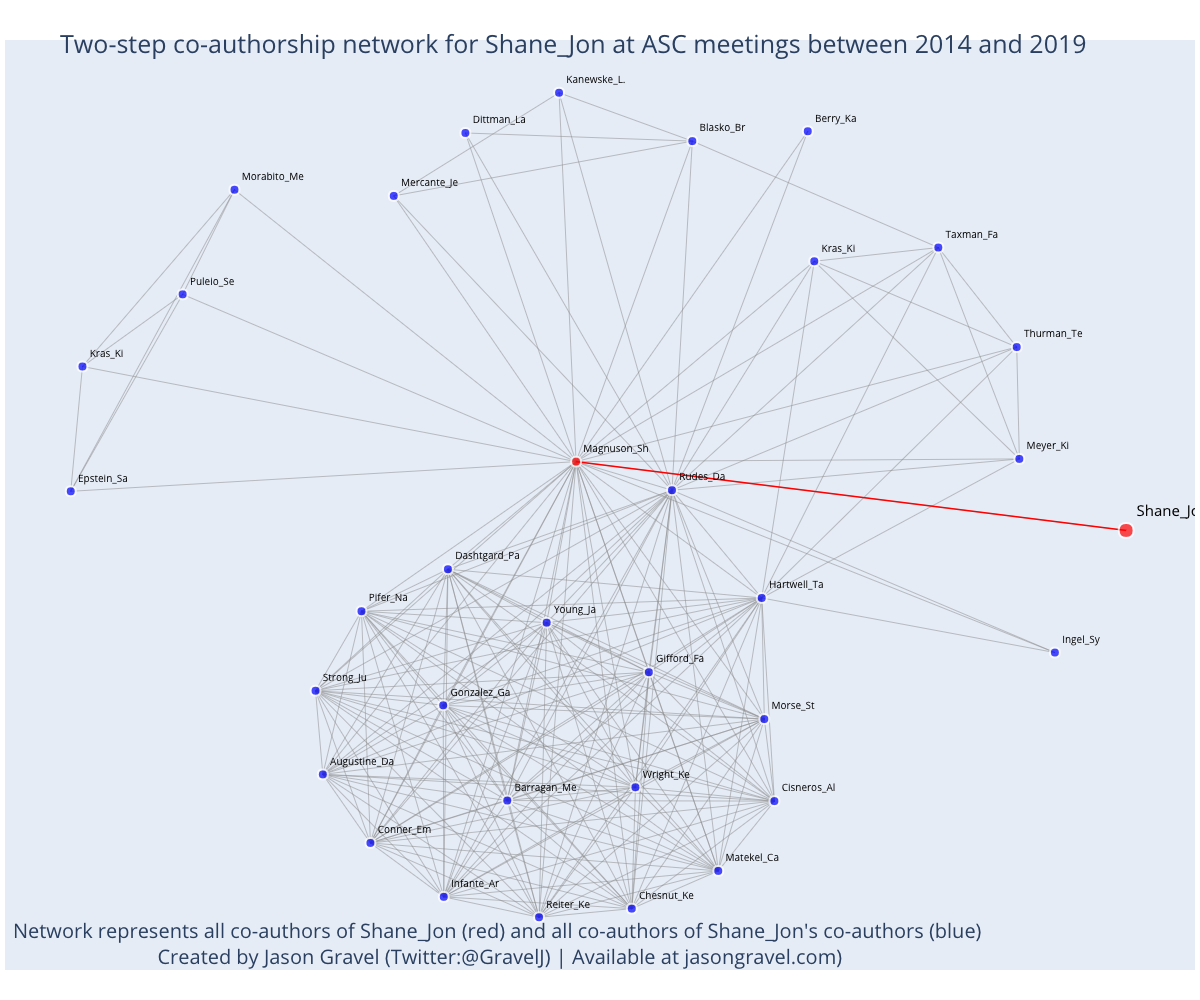 Two-step co-authorship network for Shane_Jon at ASC meetings between 2014 and 2019
Kanewske_L.
Dittman_La
Berry_Ka
Blasko_Br
Morabito_Me
Mercante_Je
Taxman_Fa
Kras_Ki
Puleio_Se
Thurman_Te
Kras_Ki
Magnuson_Sh
Meyer_Ki
Epstein_Sa
Rudes_Da
Shane_Jo
Dashtgard_Pa
Hartwell_Ta
Pifer_Na
Young_Ja
Ingel_Sy
Gifford_Fa
Strong_Ju
Gonzalez_Ga
Morse_St
Augustine_Da
Wright_Ke
Barragan_Me
Cisneros_Al
Conner_Em
Matekel_Ca
Infante_Ar
Chesnut_Ke
Reiter_Ke
Network represents all co-authors of Shane_Jon (red) and all co-authors of Shane_Jon's co-authors (blue)
Created by Jason Gravel (Twitter:@GravelJ) | Available at jasongravel.com)